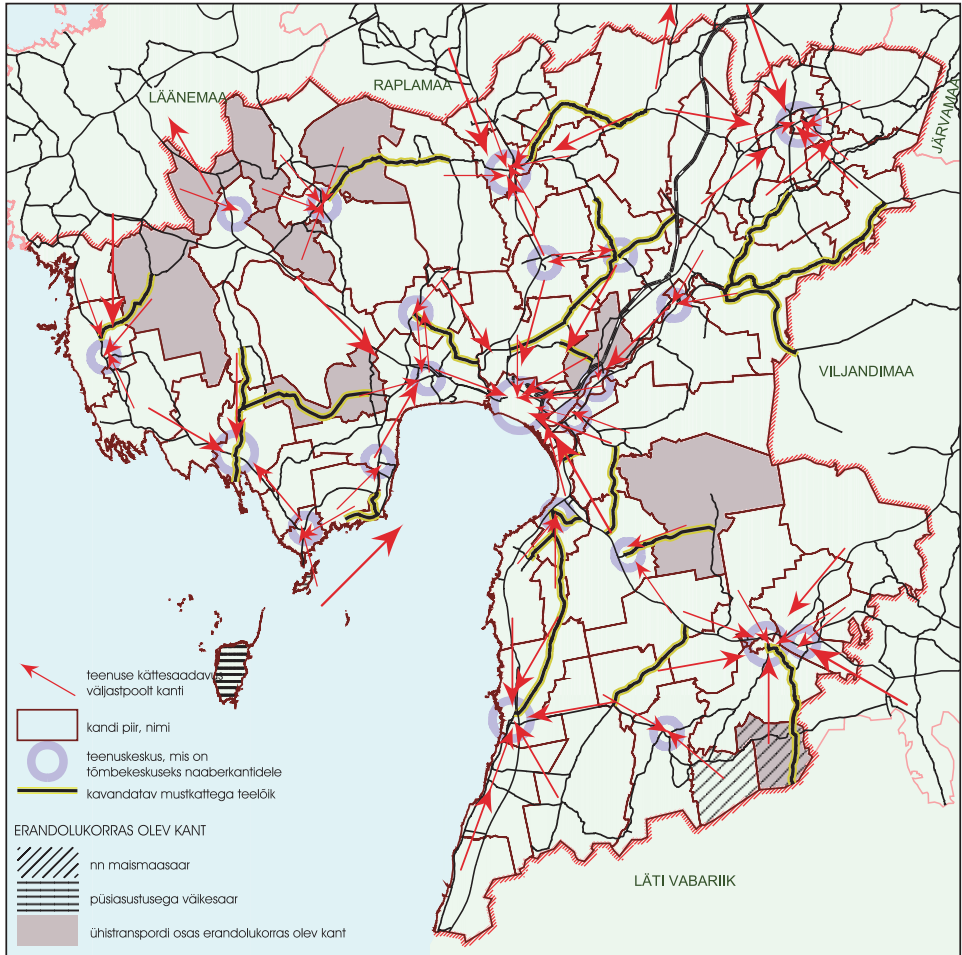 RAPLAMAA
LÄÄNEMAA
JÄRVAMAA
VILJANDIMAA
teenuse kättesaadavus
väljastpoolt kanti
kandi piir, nimi
teenuskeskus, mis on
tõmbekeskuseks naaberkantidele
kavandatav mustkattega teelõik
ERANDOLUKORRAS OLEV KANT
nn maismaasaar
püsiasustusega väikesaar
ühistranspordi osas erandolukorras olev kant
LÄTI VABARIIK